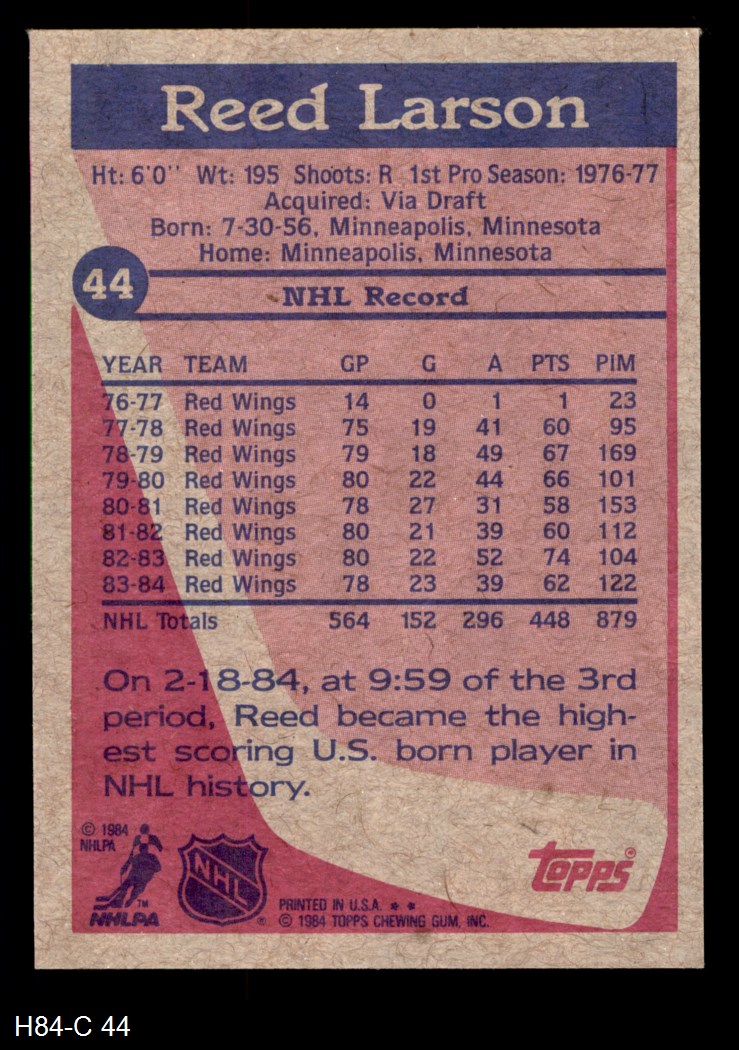 Reed Larson
Ht: 6'0'' Wt: 195 Shoots: R 1st Pro Season: 1976-77
Acquired: Via Draft
Born: 7-30-56, Minneapolis, Minnesota
Home: Minneapolis, Minnesota
44
NHL Record
YEAR TEAM GP G A PTS PIM
76-77 Red Wings 14 0 1 1 23
77-78 Red Wings 75 19 41 60 95
78-79 Red Wings 79 18 49 67 169
79-80 Red Wings 80 22 44 66 101
80-81 Red Wings 78 27 31 58 153
81-82 Red Wings 80 21 39 60 112
82-83 Red Wings 80 22 52 74 104
83-84 Red Wings 78 23 39 62 122
NHL Totals 564 152 296 448 879
On 2-18-84, at 9:59 of the 3rd
period, Reed became the high-
est scoring U.S. born player in
NHL history.
© 1984
NHLPA
TM
NHLPA
NHL ®
topps®
PRINTED IN U.S.A. * *
© 1984 TOPPS CHEWING GUM, INC.
H84-C 44